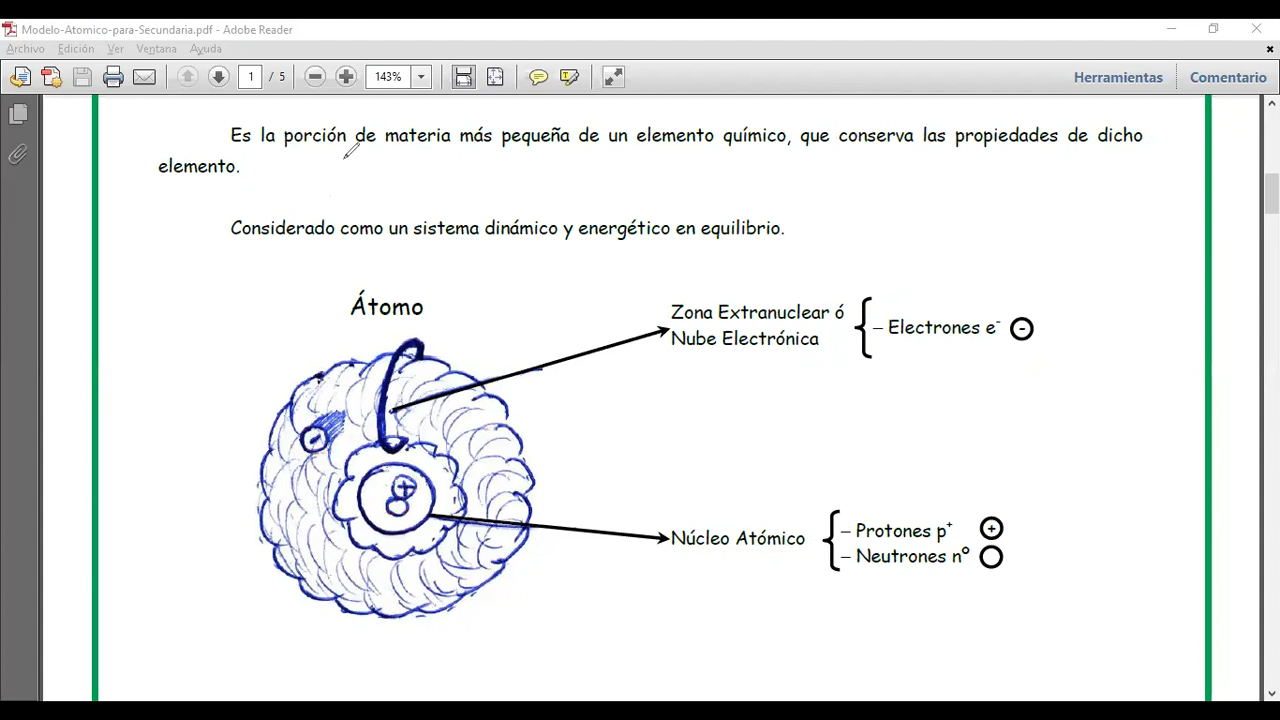 Modelo-Atomico-para-Secundaria.pdf - Adobe Reader
Archivo Edición Ver Ventana Ayuda
1 / 5 143% Herramientas Comentario
Es la porción de materia más pequeña de un elemento químico, que conserva las propiedades de dicho
elemento.
Considerado como un sistema dinámico y energético en equilibrio.
Átomo
Zona Extranuclear ó
Nube Electrónica
– Electrones e⁻ -
-
+
Núcleo Atómico
– Protones p⁺ +
– Neutrones nº